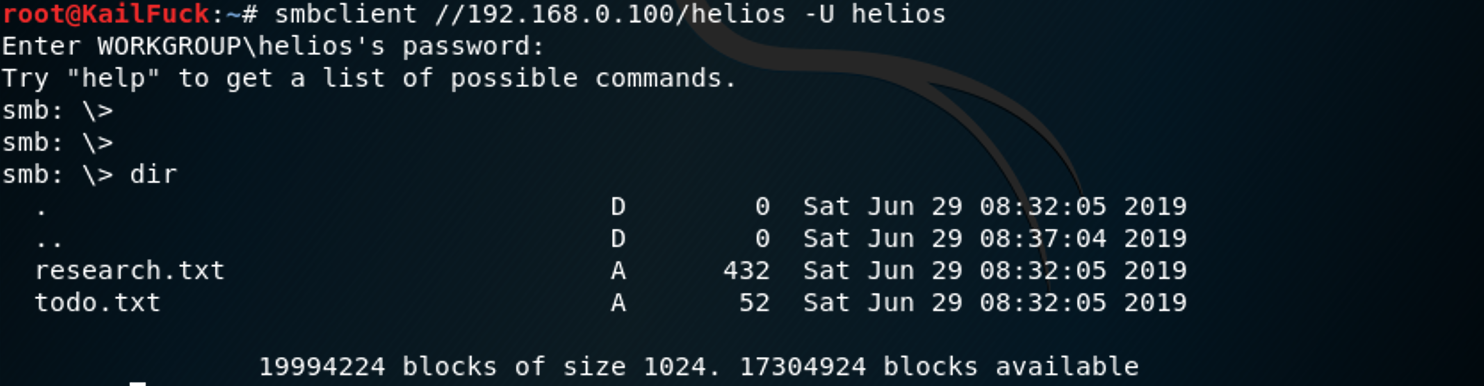 root@KailFuck:~# smbclient //192.168.0.100/helios -U helios
Enter WORKGROUP\helios's password:
Try "help" to get a list of possible commands.
smb: \>
smb: \>
smb: \> dir
  .                                   D        0  Sat Jun 29 08:32:05 2019
  ..                                  D        0  Sat Jun 29 08:37:04 2019
  research.txt                        A      432  Sat Jun 29 08:32:05 2019
  todo.txt                            A       52  Sat Jun 29 08:32:05 2019
                19994224 blocks of size 1024. 17304924 blocks available